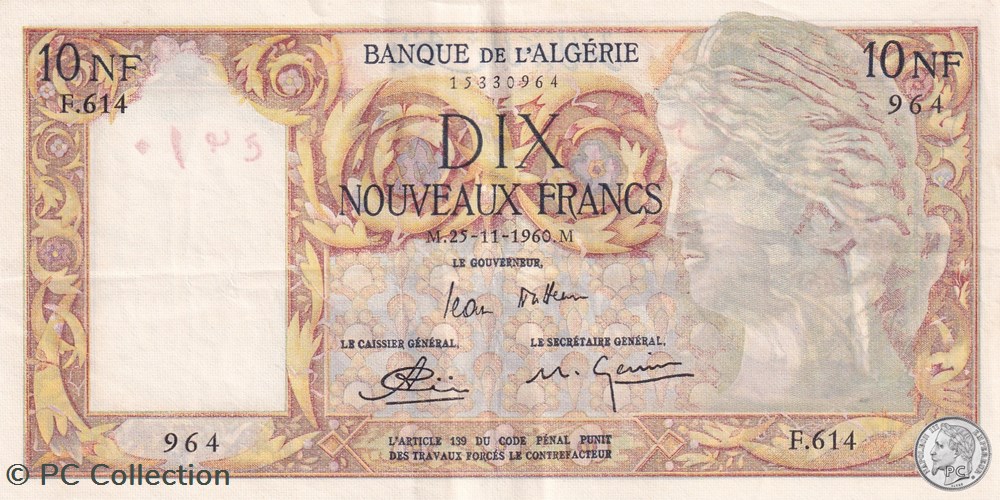 10 NF
BANQUE DE L'ALGÉRIE
10 NF
F.614
15330964
964
DIX
NOUVEAUX FRANCS
M.25-11-1960.M
LE GOUVERNEUR,
LE CAISSIER GÉNÉRAL,
LE SECRÉTAIRE GÉNÉRAL,
964
F.614
L'ARTICLE 139 DU CODE PÉNAL PUNIT
DES TRAVAUX FORCÉS LE CONTREFACTEUR
© PC Collection
PC